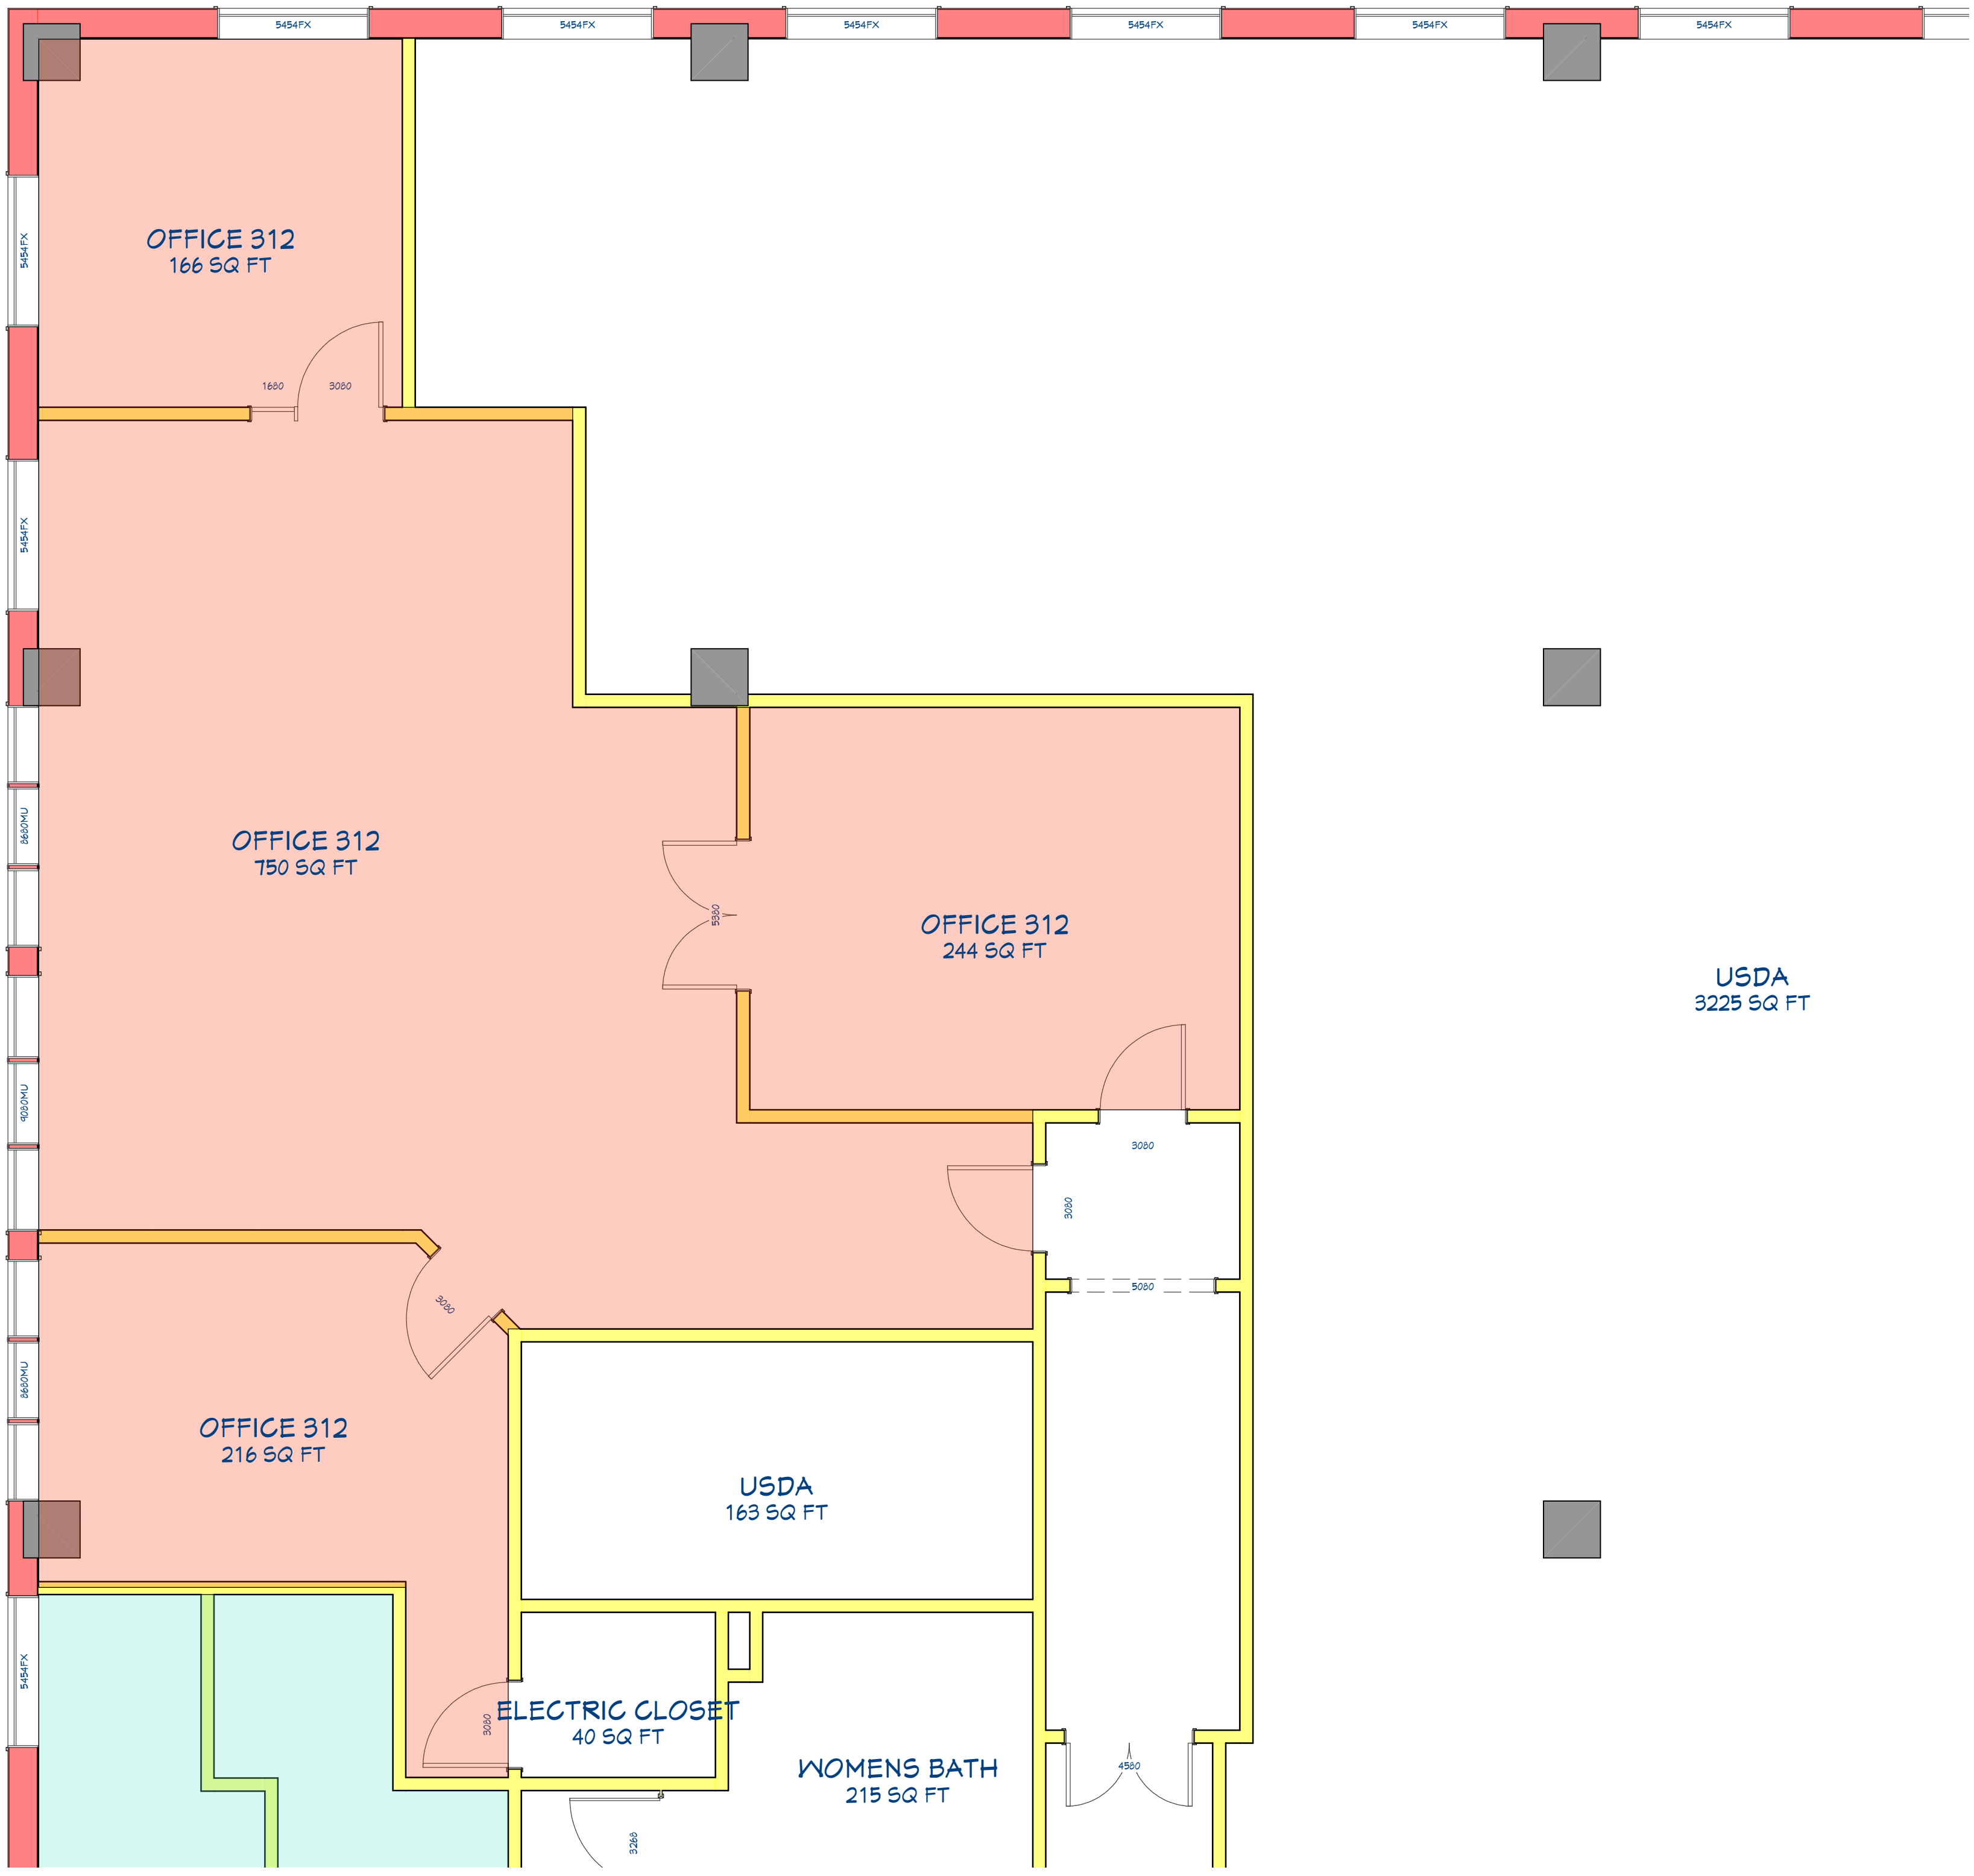 5454FX
5454FX
5454FX
5454FX
5454FX
5454FX
5454FX
OFFICE 312
166 SQ FT
1680
3080
5454FX
8680MU
OFFICE 312
750 SQ FT
5380
OFFICE 312
244 SQ FT
USDA
3225 SQ FT
9080MU
3080
3080
5080
3080
8680MU
OFFICE 312
216 SQ FT
USDA
163 SQ FT
5454FX
3080
ELECTRIC CLOSET
40 SQ FT
WOMENS BATH
215 SQ FT
4580
3268